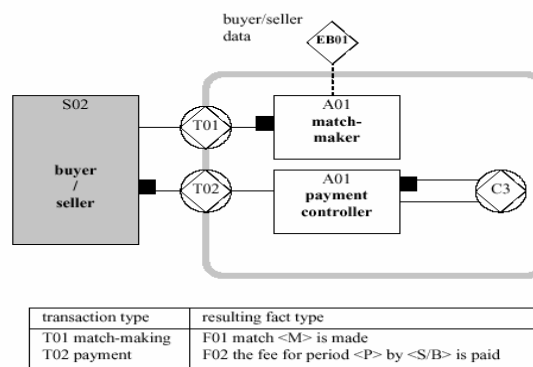 buyer/seller
data
EB01
S02
buyer
/
seller
T01
A01
match-
maker
T02
A01
payment
controller
C3
transaction type resulting fact type
T01 match-making F01 match <M> is made
T02 payment F02 the fee for period <P> by <S/B> is paid